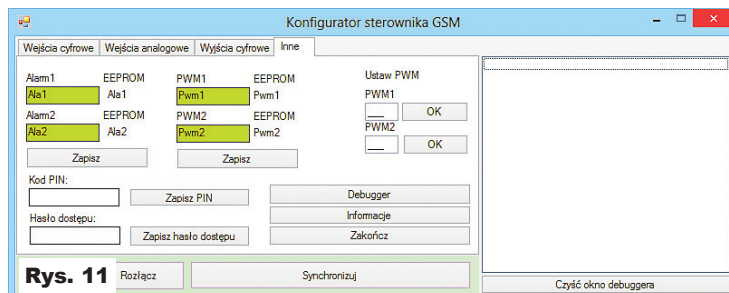 Konfigurator sterownika GSM
Wejścia cyfrowe Wejścia analogowe Wyjścia cyfrowe Inne
Alarm1 EEPROM PWM1 EEPROM Ustaw PWM
Ala1 Ala1 Pwm1 Pwm1 PWM1
___ OK
Alarm2 EEPROM PWM2 EEPROM PWM2
Ala2 Ala2 Pwm2 Pwm2 ___ OK
Zapisz Zapisz
Kod PIN:
Zapisz PIN Debugger
Hasło dostępu: Informacje
Zapisz hasło dostępu Zakończ
Rys. 11 Rozłącz Synchronizuj
Czyść okno debuggera